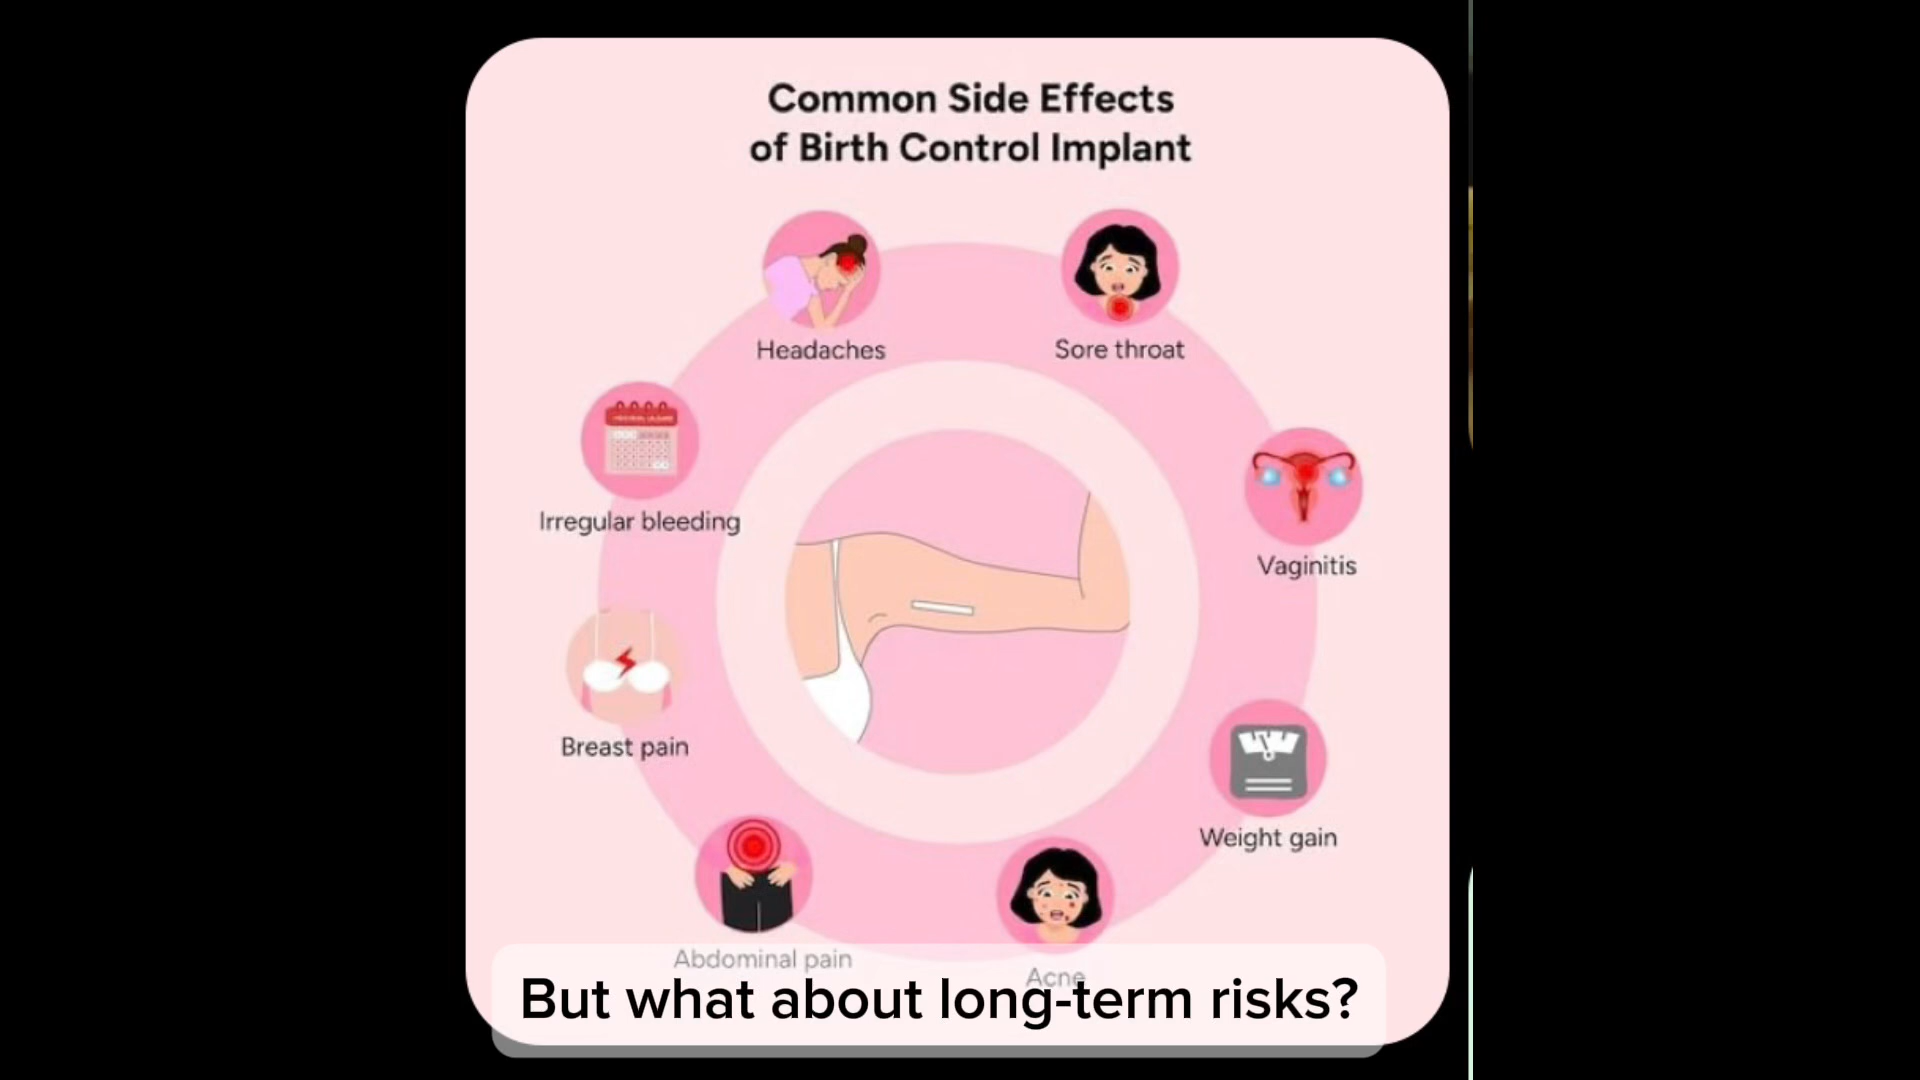 Common Side Effects
of Birth Control Implant
Headaches
Sore throat
Irregular bleeding
Vaginitis
Breast pain
Weight gain
Abdominal pain
Acne
But what about long-term risks?